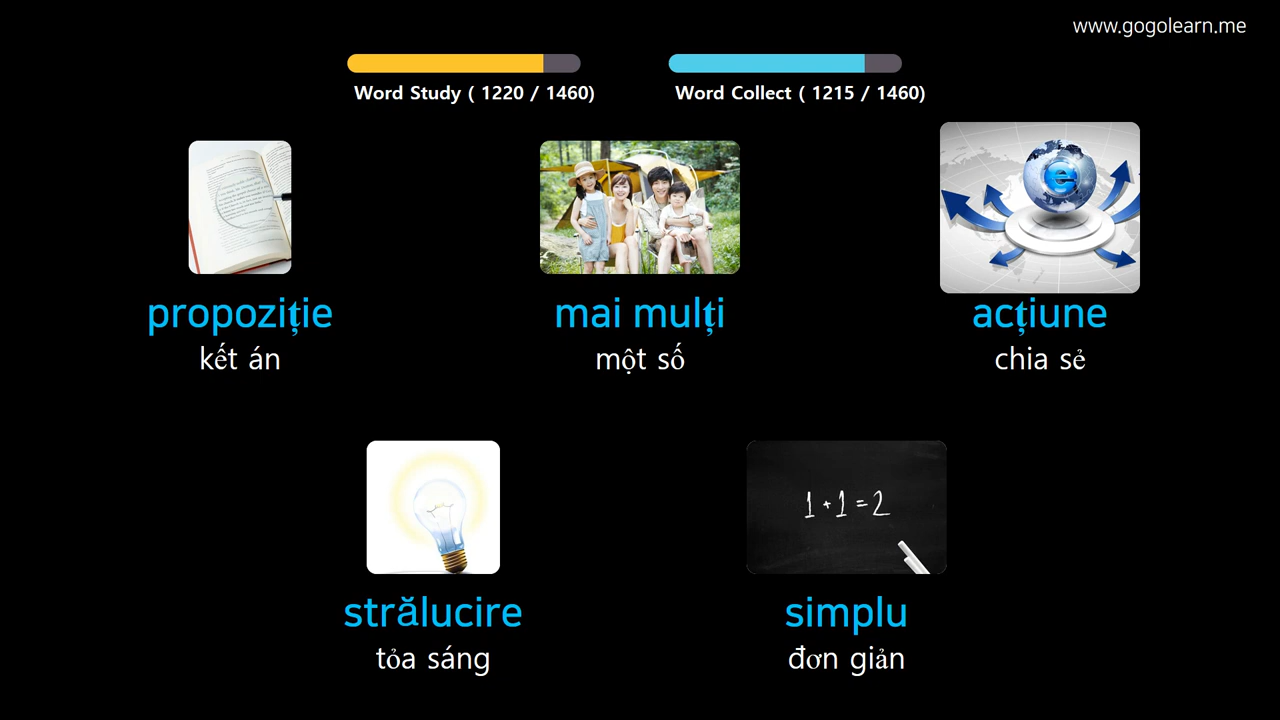 www.gogolearn.me
Word Study ( 1220 / 1460)
Word Collect ( 1215 / 1460)
propoziție
kết án
mai mulți
một số
acțiune
chia sẻ
e
strălucire
tỏa sáng
1+1=2
simplu
đơn giản